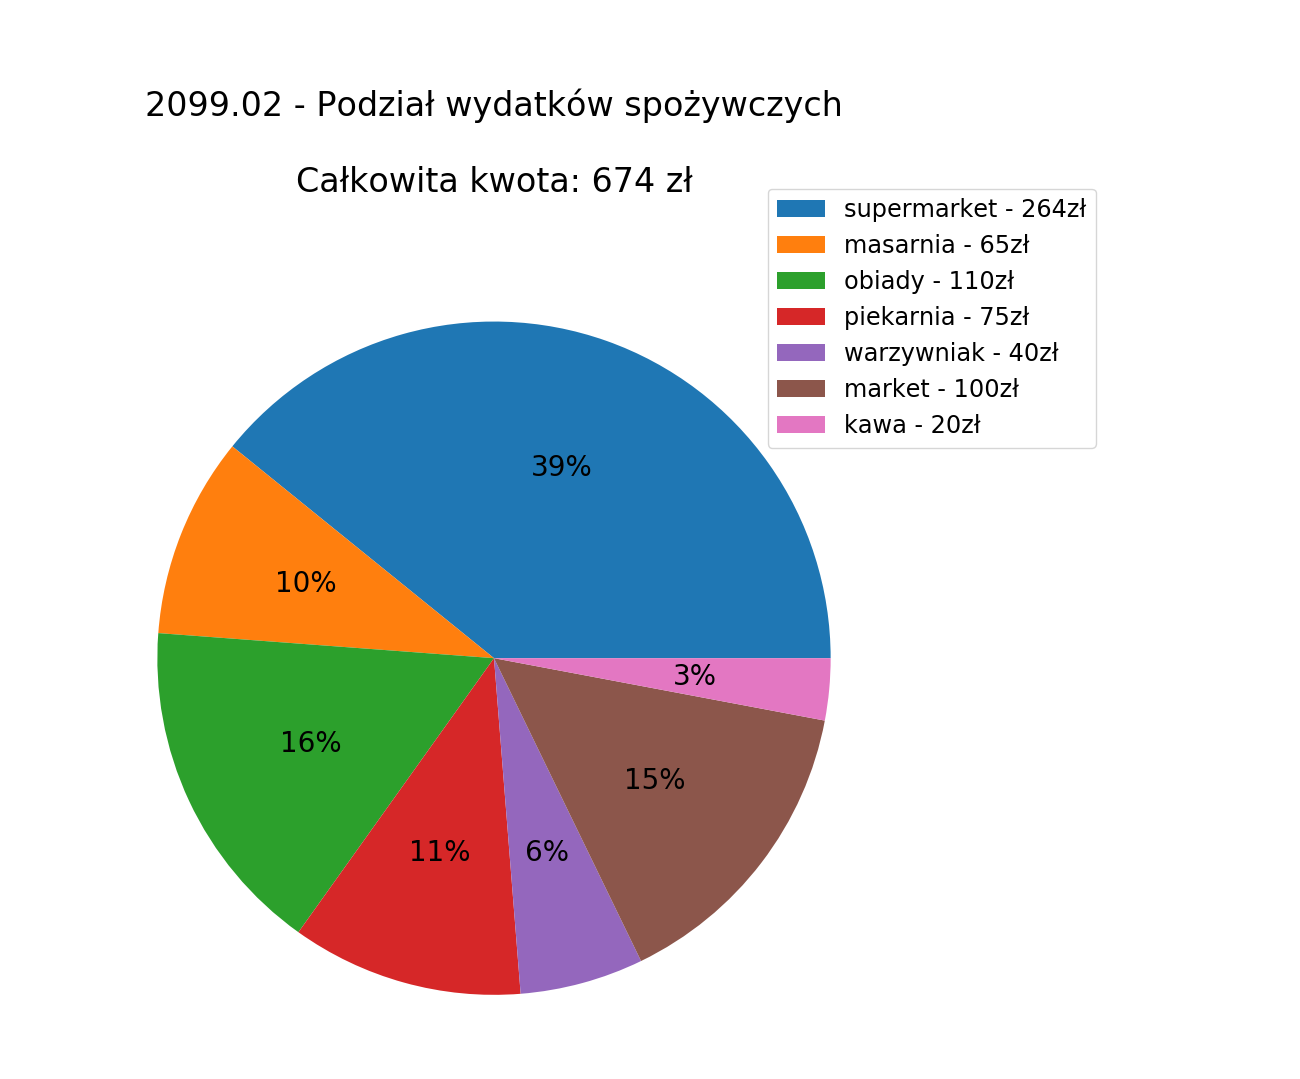 2099.02 - Podział wydatków spożywczych
Całkowita kwota: 674 zł
supermarket - 264zł
masarnia - 65zł
obiady - 110zł
piekarnia - 75zł
warzywniak - 40zł
market - 100zł
kawa - 20zł
39%
10%
16%
11%
6%
15%
3%